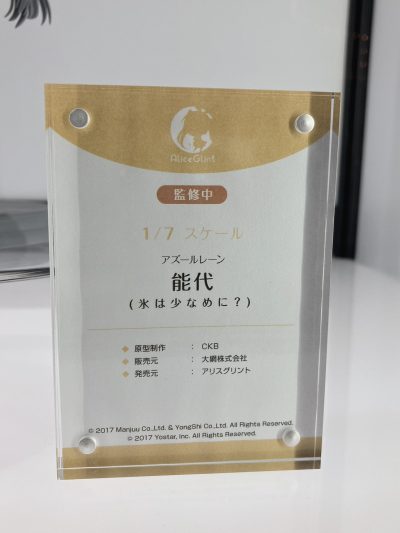 AliceGlint
監修中
1/7 スケール
アズールレーン
能代
(氷は少なめに?)
◆ 原型制作 : CKB
◆ 販売元 : 大網株式会社
◆ 発売元 : アリスグリント
© 2017 Manjuu Co.,Ltd. & YongShi Co.,Ltd. All Rights Reserved.
© 2017 Yostar, Inc. All Rights Reserved.